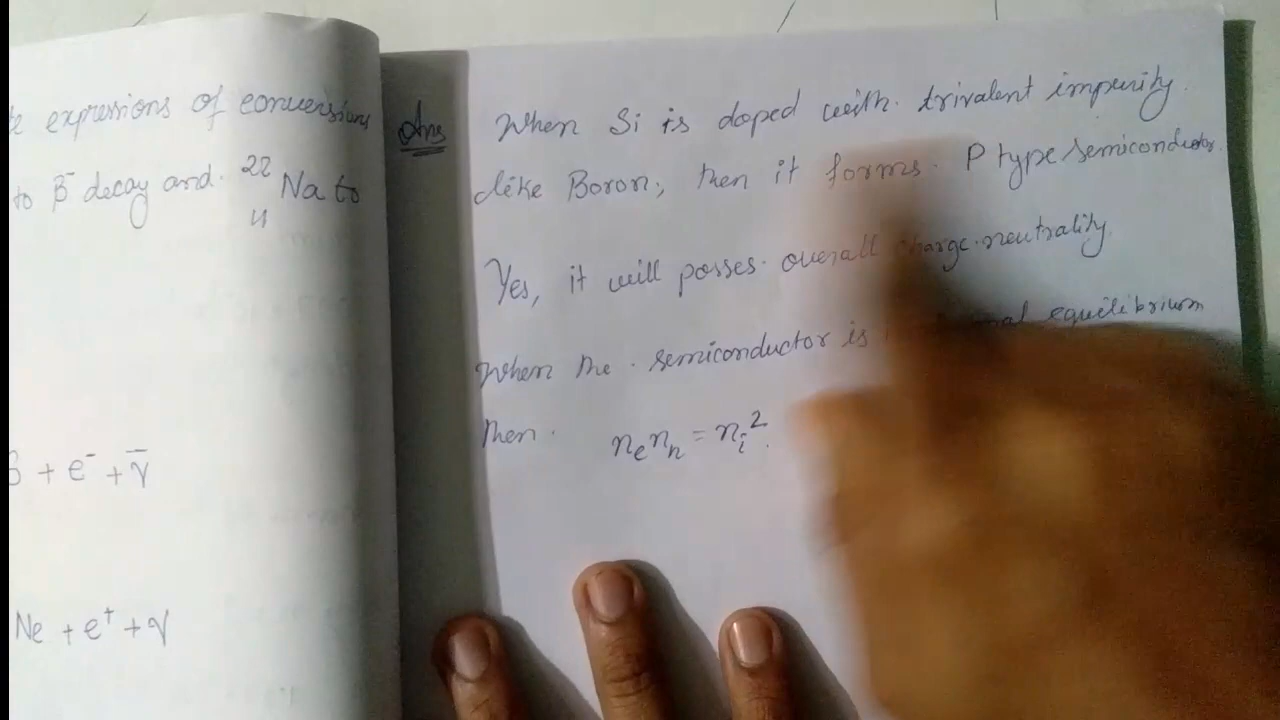 e expressions of conversions
to β⁻ decay and ²²₁₁Na to
+ e⁻ + ν̄
Ne + e⁺ + ν
Ans
When Si is doped with trivalent impurity
like Boron, then it forms P type semiconductor.
Yes, it will posses overall charge neutrality
When the semiconductor is equilibrium
then nₑnₕ = nᵢ².